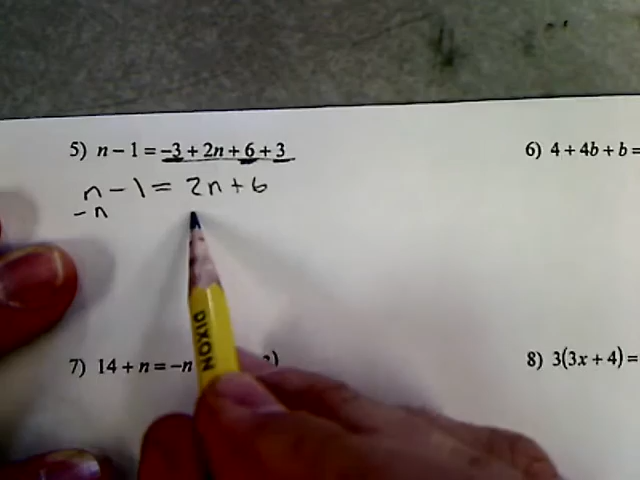 5) n − 1 = −3 + 2n + 6 + 3
6) 4 + 4b + b =
n − 1 = 2n + 6
− n
DIXON
7) 14 + n = −n
)
8) 3(3x + 4) =